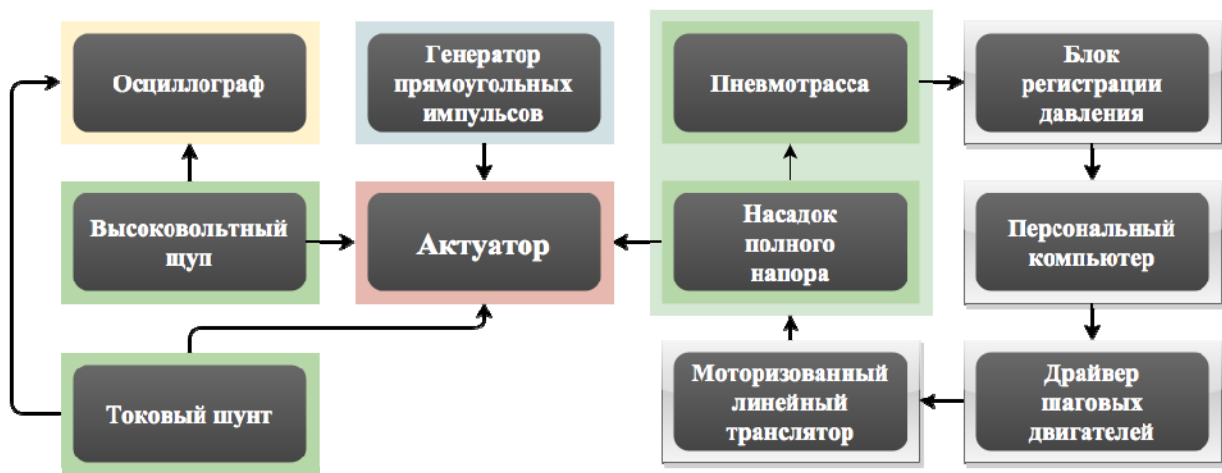 Осциллограф
Генератор
прямоугольных
импульсов
Пневмотрасса
Блок
регистрации
давления
Высоковольтный
щуп
Актуатор
Насадок
полного
напора
Персональный
компьютер
Токовый шунт
Моторизованный
линейный
транслятор
Драйвер
шаговых
двигателей